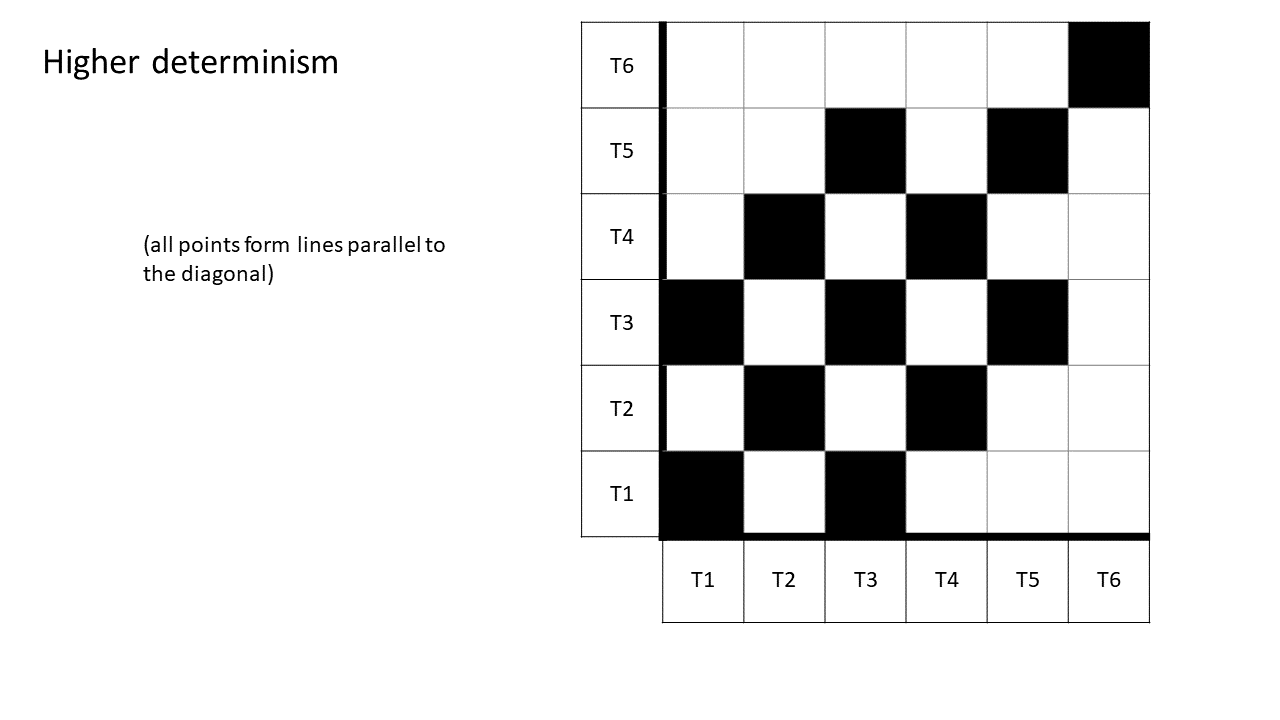 Higher determinism
(all points form lines parallel to
the diagonal)
T6
T5
T4
T3
T2
T1
T1 T2 T3 T4 T5 T6